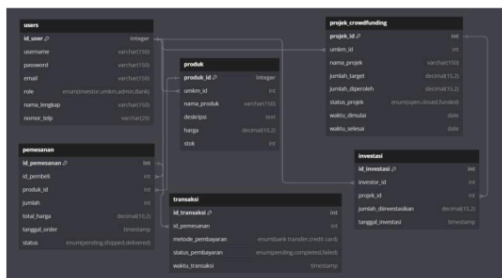 users
id_user integer
username varchar(150)
password varchar(150)
email varchar(150)
role enum(investor,umkm,admin,bank)
nama_lengkap varchar(150)
nomor_telp varchar(20)
produk
produk_id integer
umkm_id int
nama_produk varchar(150)
deskripsi text
harga decimal(10,2)
stok int
projek_crowdfunding
projek_id int
umkm_id int
nama_projek varchar(150)
jumlah_target decimal(15,2)
jumlah_diperoleh decimal(15,2)
status_projek enum(open,closed,funded)
waktu_dimulai date
waktu_selesai date
pemesanan
id_pemesanan int
id_pembeli int
produk_id int
jumlah int
total_harga decimal(10,2)
tanggal_order timestamp
status enum(pending,shipped,delivered)
transaksi
id_transaksi int
id_pemesanan int
metode_pembayaran enum(bank transfer,credit card)
status_pembayaran enum(pending,completed,failed)
waktu_transaksi timestamp
investasi
id_investasi int
investor_id int
projek_id int
jumlah_diinvestasikan decimal(15,2)
tanggal_investasi timestamp